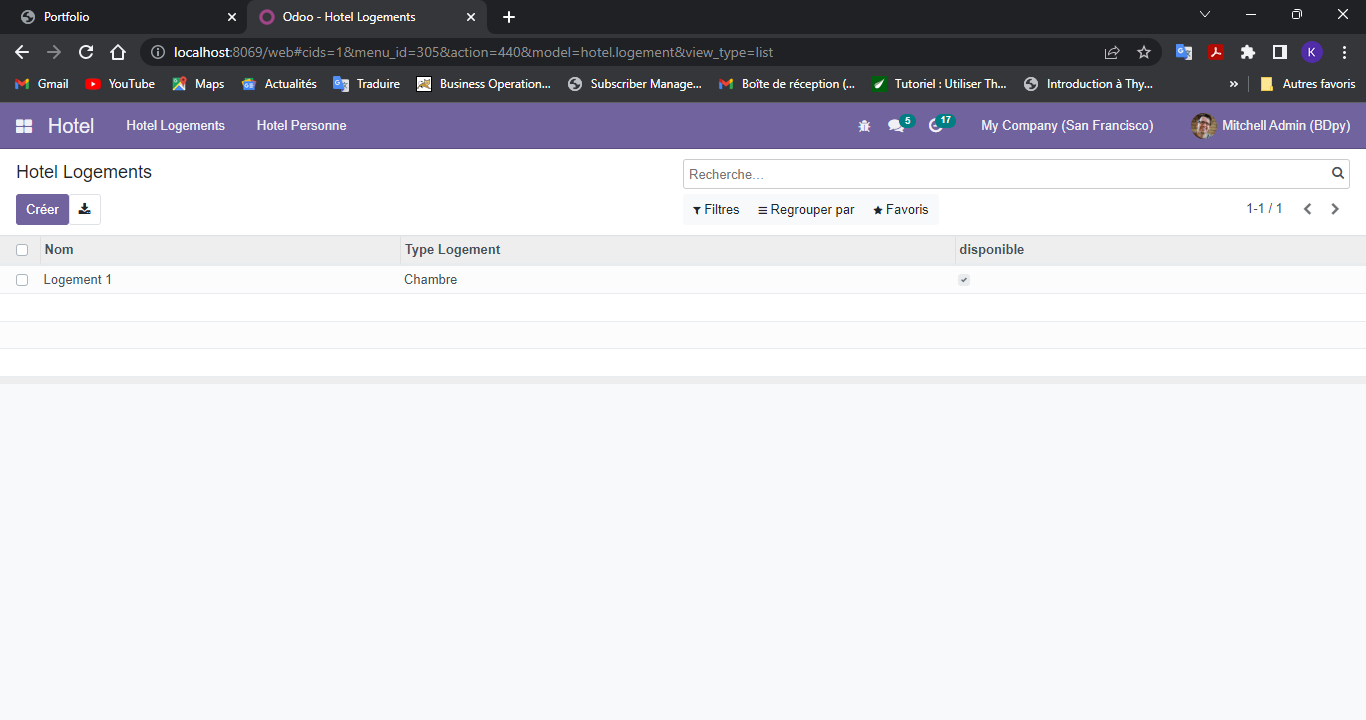 Portfolio
Odoo - Hotel Logements
localhost:8069/web#cids=1&menu_id=305&action=440&model=hotel.logement&view_type=list
K
Gmail YouTube Maps Actualités Traduire Business Operation... Subscriber Manage... Boîte de réception (... Tutoriel : Utiliser Th... Introduction à Thy... » Autres favoris
Hotel Hotel Logements Hotel Personne 5 17 My Company (San Francisco) Mitchell Admin (BDpy)
Hotel Logements
Recherche...
Créer
Filtres Regrouper par Favoris 1-1 / 1
Nom Type Logement disponible
Logement 1 Chambre